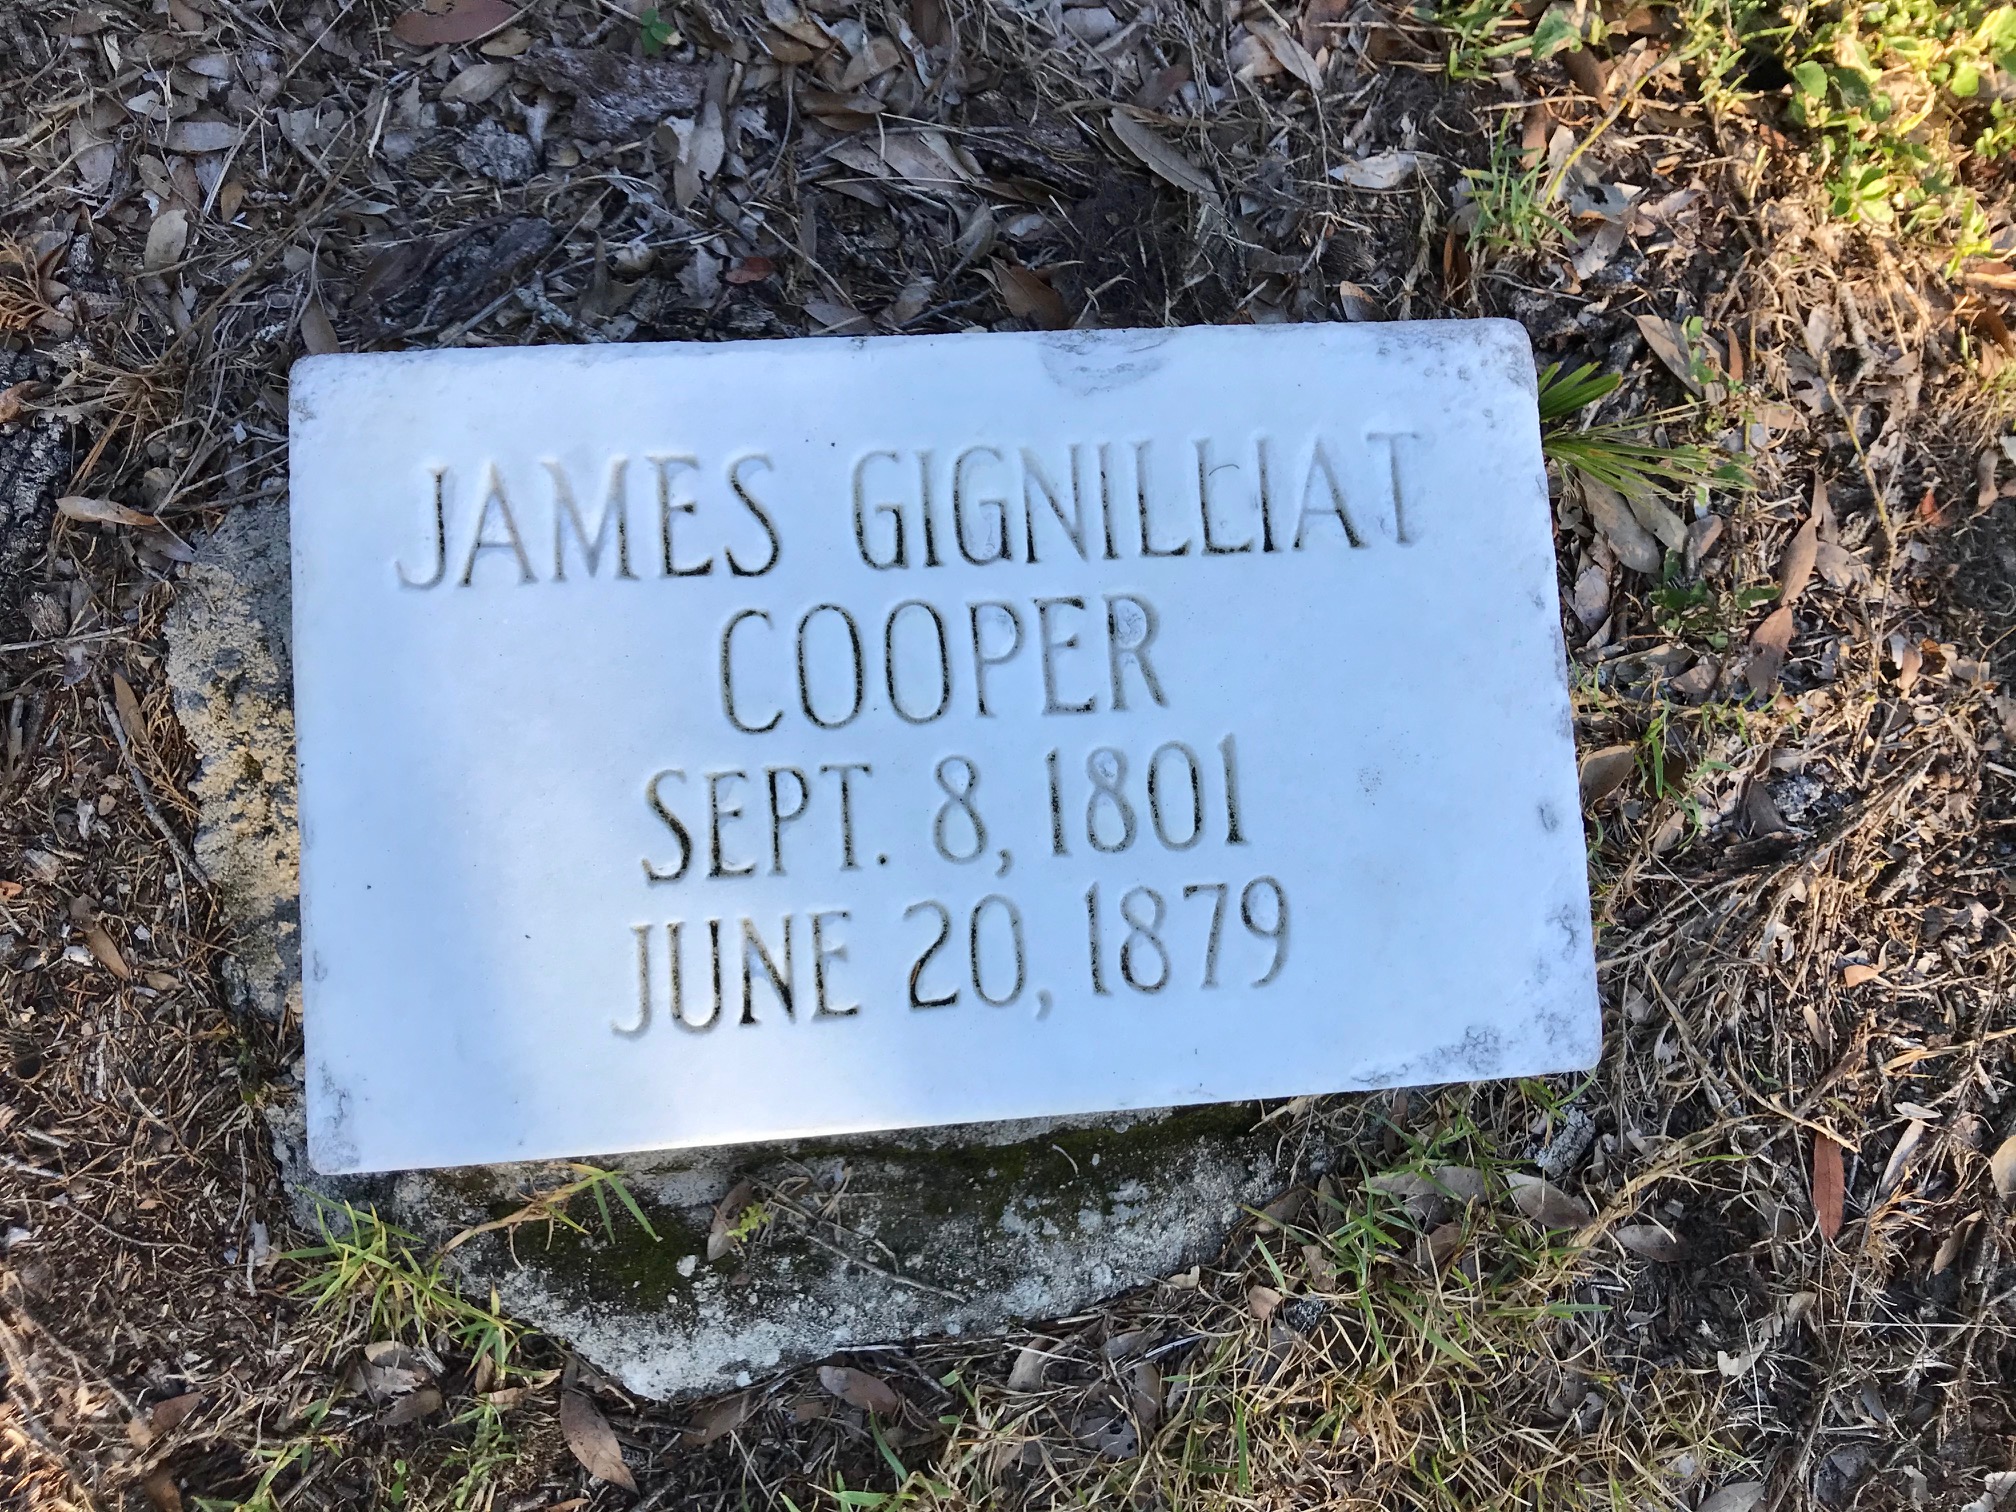 JAMES GIGNILLIAT
COOPER
SEPT. 8, 1801
JUNE 20, 1879